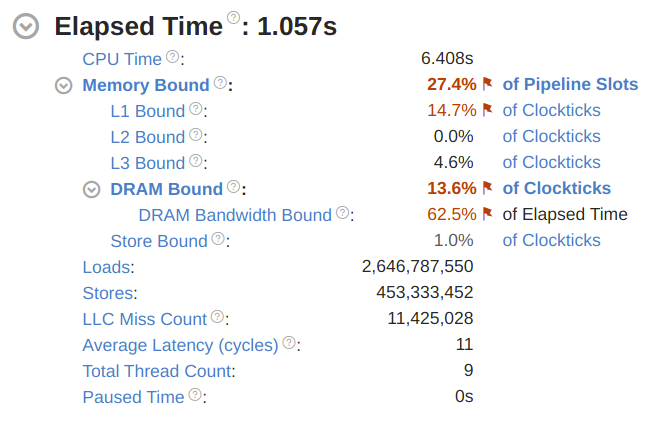 Elapsed Time ?: 1.057s
CPU Time ?: 6.408s
Memory Bound ?: 27.4% of Pipeline Slots
L1 Bound ?: 14.7% of Clockticks
L2 Bound ?: 0.0% of Clockticks
L3 Bound ?: 4.6% of Clockticks
DRAM Bound ?: 13.6% of Clockticks
DRAM Bandwidth Bound ?: 62.5% of Elapsed Time
Store Bound ?: 1.0% of Clockticks
Loads: 2,646,787,550
Stores: 453,333,452
LLC Miss Count ?: 11,425,028
Average Latency (cycles) ?: 11
Total Thread Count: 9
Paused Time ?: 0s